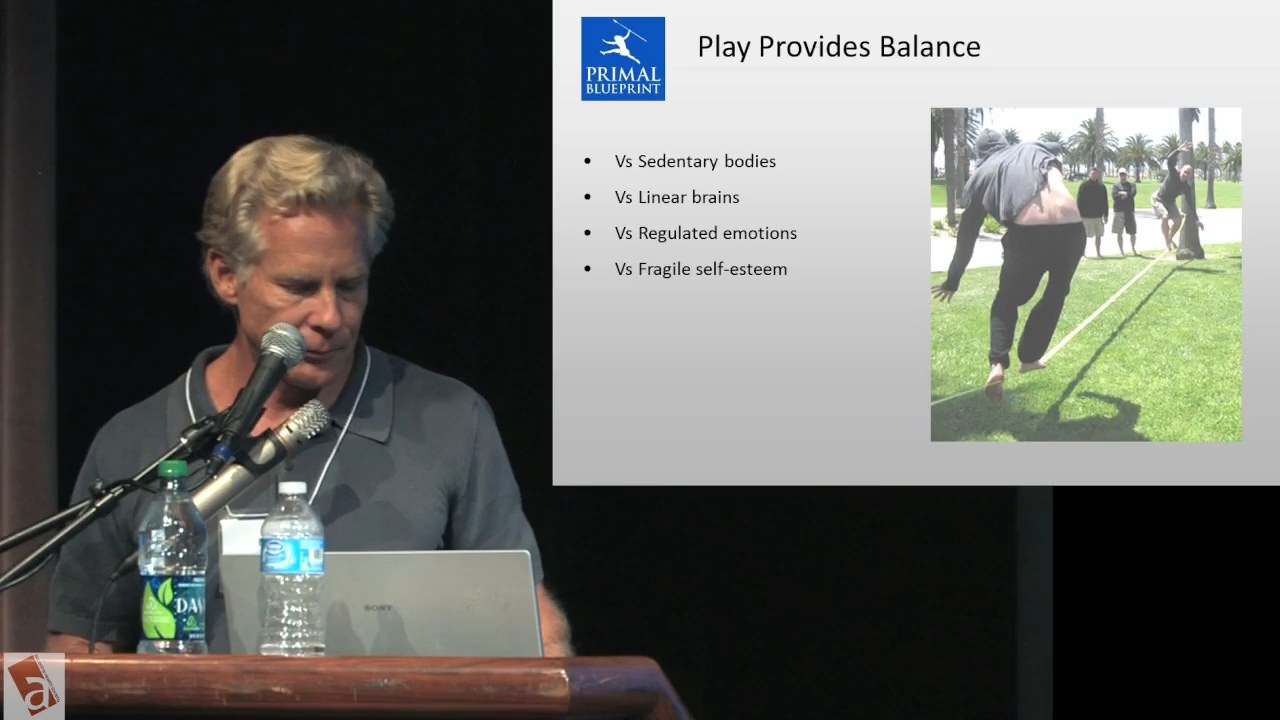 PRIMAL
BLUEPRINT
Play Provides Balance
• Vs Sedentary bodies
• Vs Linear brains
• Vs Regulated emotions
• Vs Fragile self-esteem
SONY
DAS
a